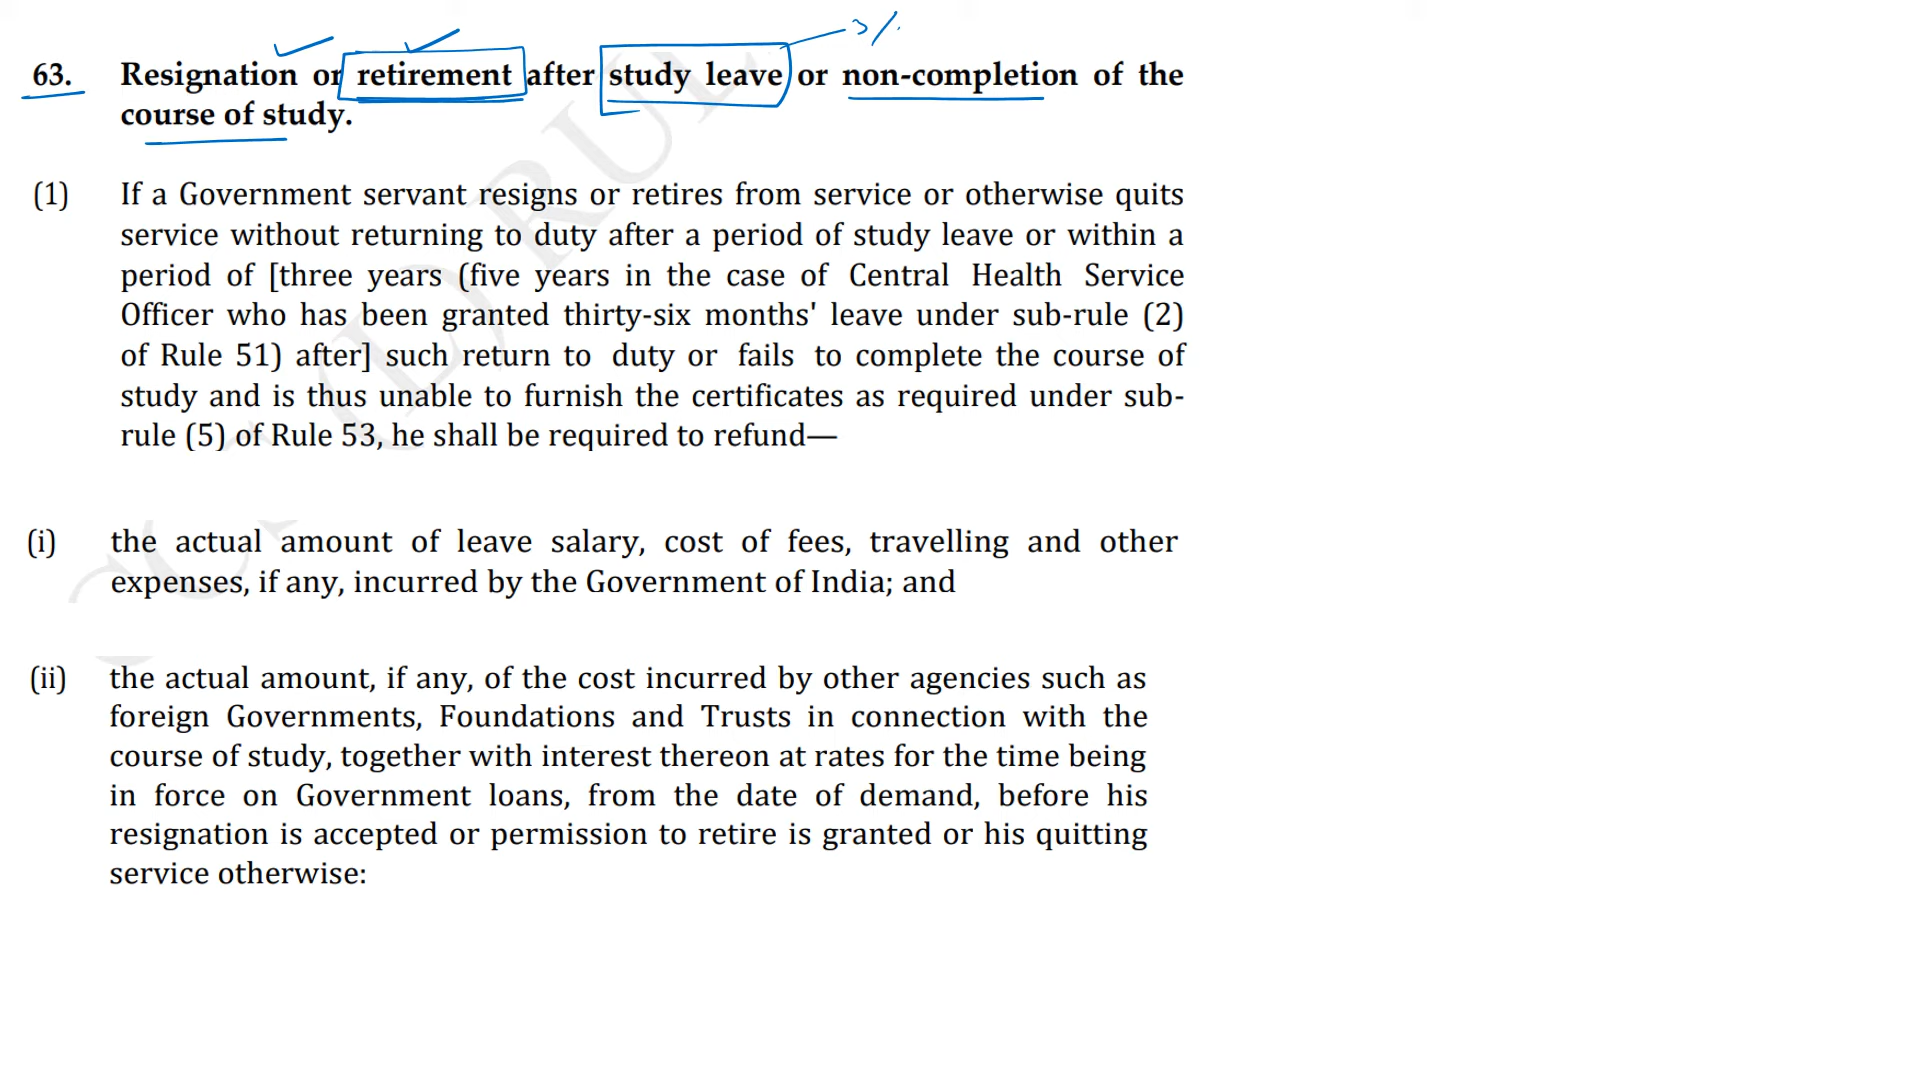 63. Resignation or retirement after study leave or non-completion of the
course of study.
(1) If a Government servant resigns or retires from service or otherwise quits
service without returning to duty after a period of study leave or within a
period of [three years (five years in the case of Central Health Service
Officer who has been granted thirty-six months' leave under sub-rule (2)
of Rule 51) after] such return to duty or fails to complete the course of
study and is thus unable to furnish the certificates as required under sub-
rule (5) of Rule 53, he shall be required to refund—
(i) the actual amount of leave salary, cost of fees, travelling and other
expenses, if any, incurred by the Government of India; and
(ii) the actual amount, if any, of the cost incurred by other agencies such as
foreign Governments, Foundations and Trusts in connection with the
course of study, together with interest thereon at rates for the time being
in force on Government loans, from the date of demand, before his
resignation is accepted or permission to retire is granted or his quitting
service otherwise: